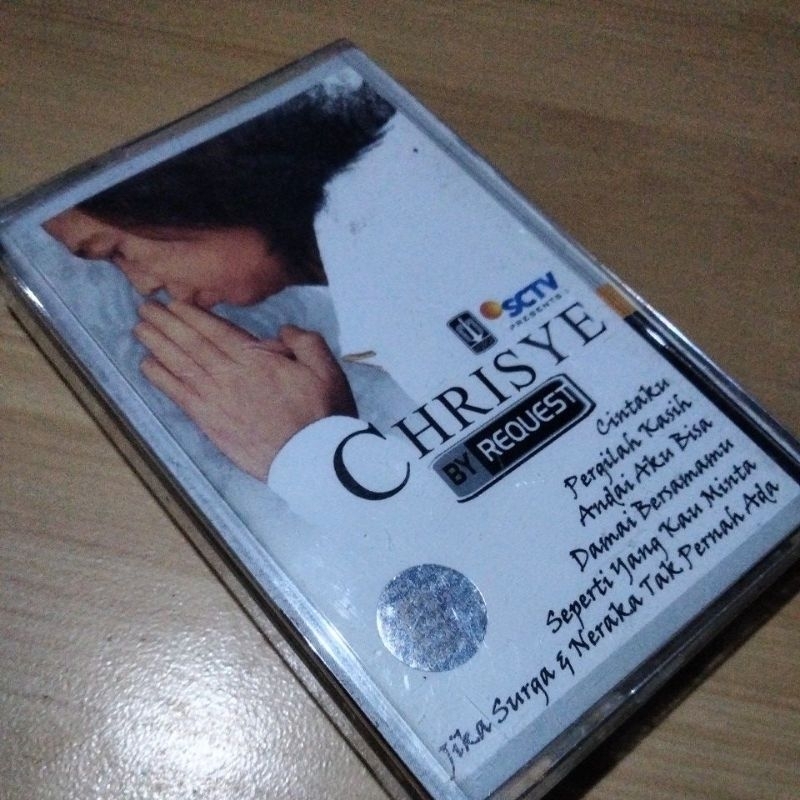 SCTV
PRESENTS :
CHRISYE
BY REQUEST
Cintaku
Pergilah Kasih
Andai Aku Bisa
Damai Bersamamu
Seperti Yang Kau Minta
Jika Surga & Neraka Tak Pernah Ada